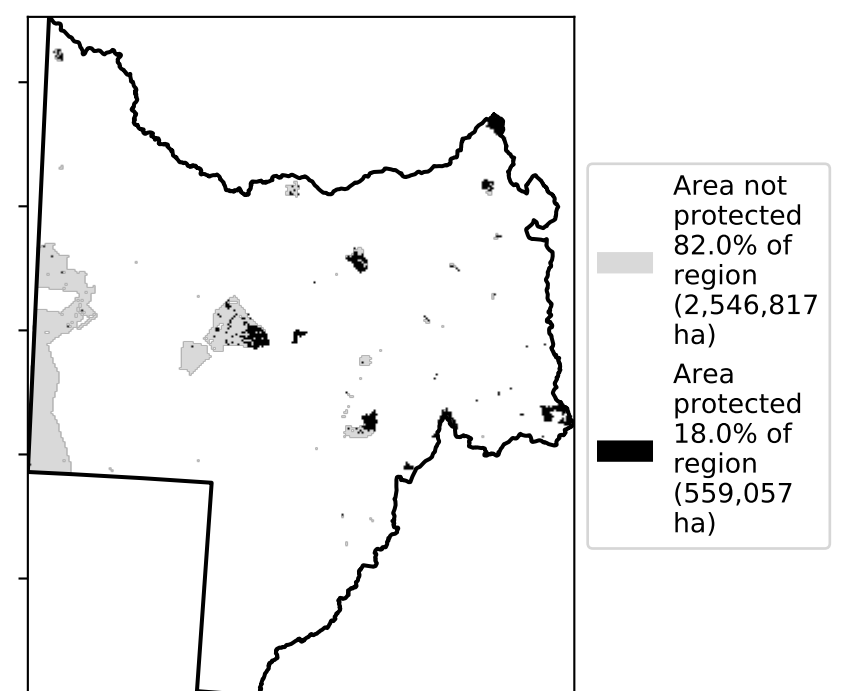 Area not
protected
82.0% of
region
(2,546,817
ha)
Area
protected
18.0% of
region
(559,057
ha)